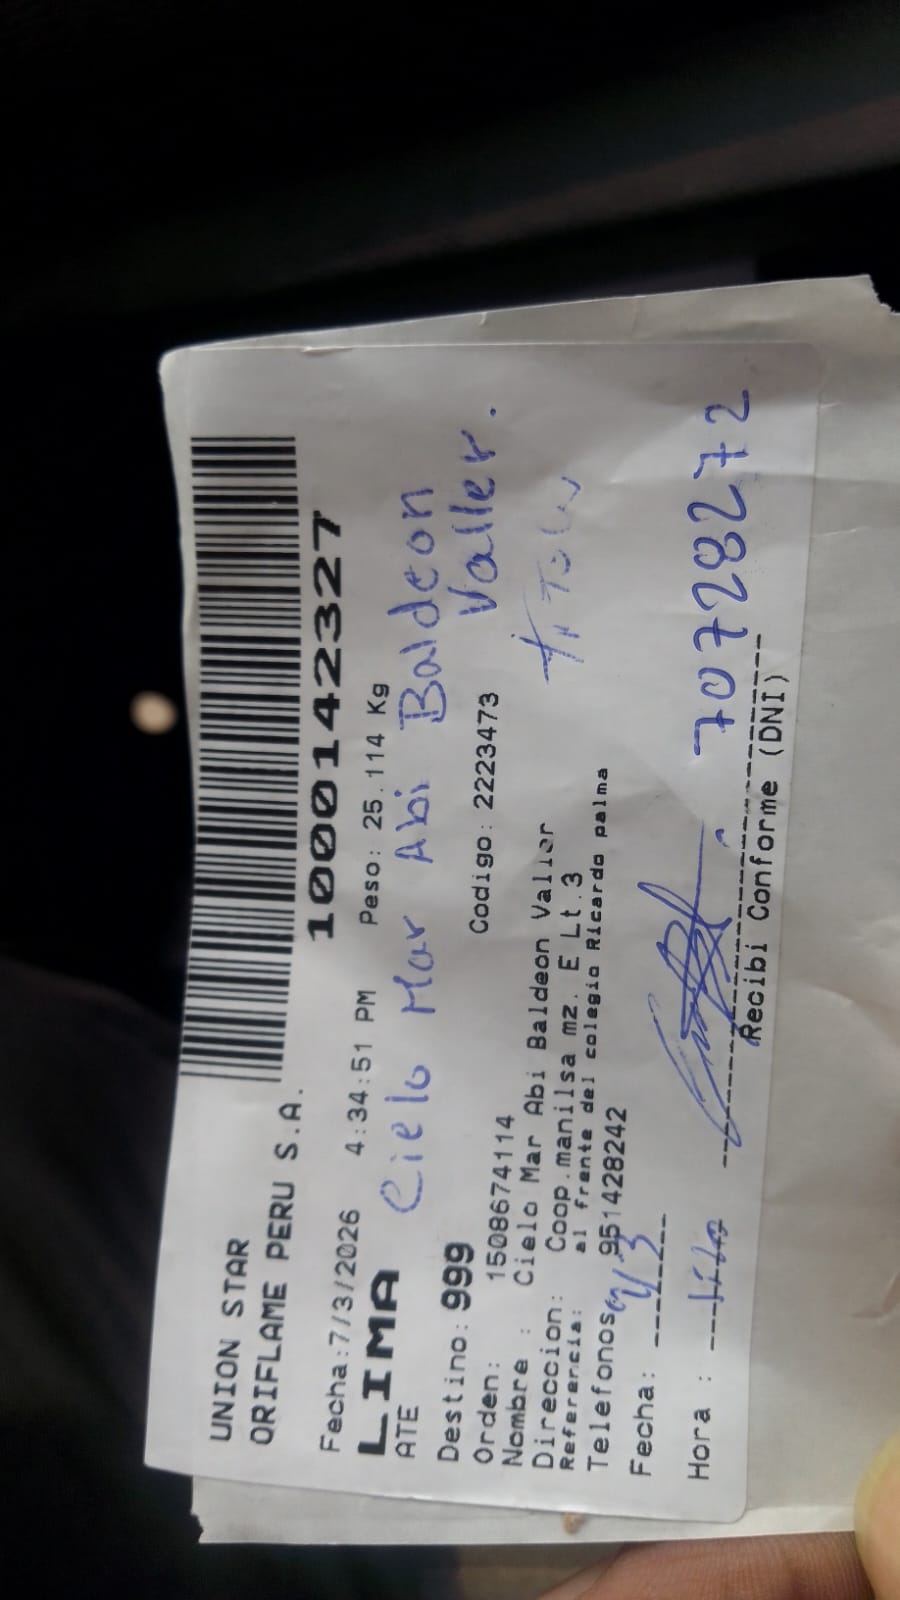 UNION STAR
ORIFLAME PERU S.A.
100142327
Fecha:7/3/2026 4:34:51 PM Peso: 25.114 Kg
LIMA
ATE
Cielo Mar Abi Baldeon
Valler.
Destino: 999 Codigo: 2223473
Orden: 1508674114
Nombre : Cielo Mar Abi Baldeon Valler
Direccion: Coop.manilsa mz. E Lt.3
Referencia: al frente del colegio Ricardo palma
Telefonos 951428242
Fecha:
Hora : 70728272
Recibi Conforme (DNI)